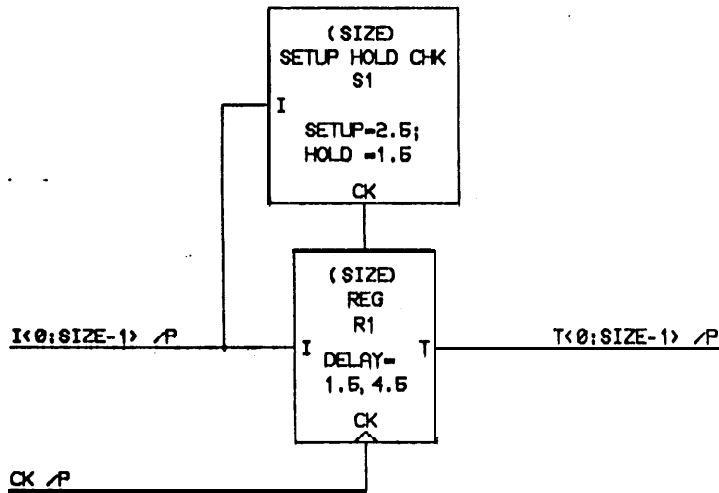 (SIZE)
SETUP HOLD CHK
S1
I
SETUP=2.5;
HOLD =1.5
CK
(SIZE)
REG
R1
I<0:SIZE-1> /P
I
T
T<0:SIZE-1> /P
DELAY=
1.5,4.5
CK
CK /P